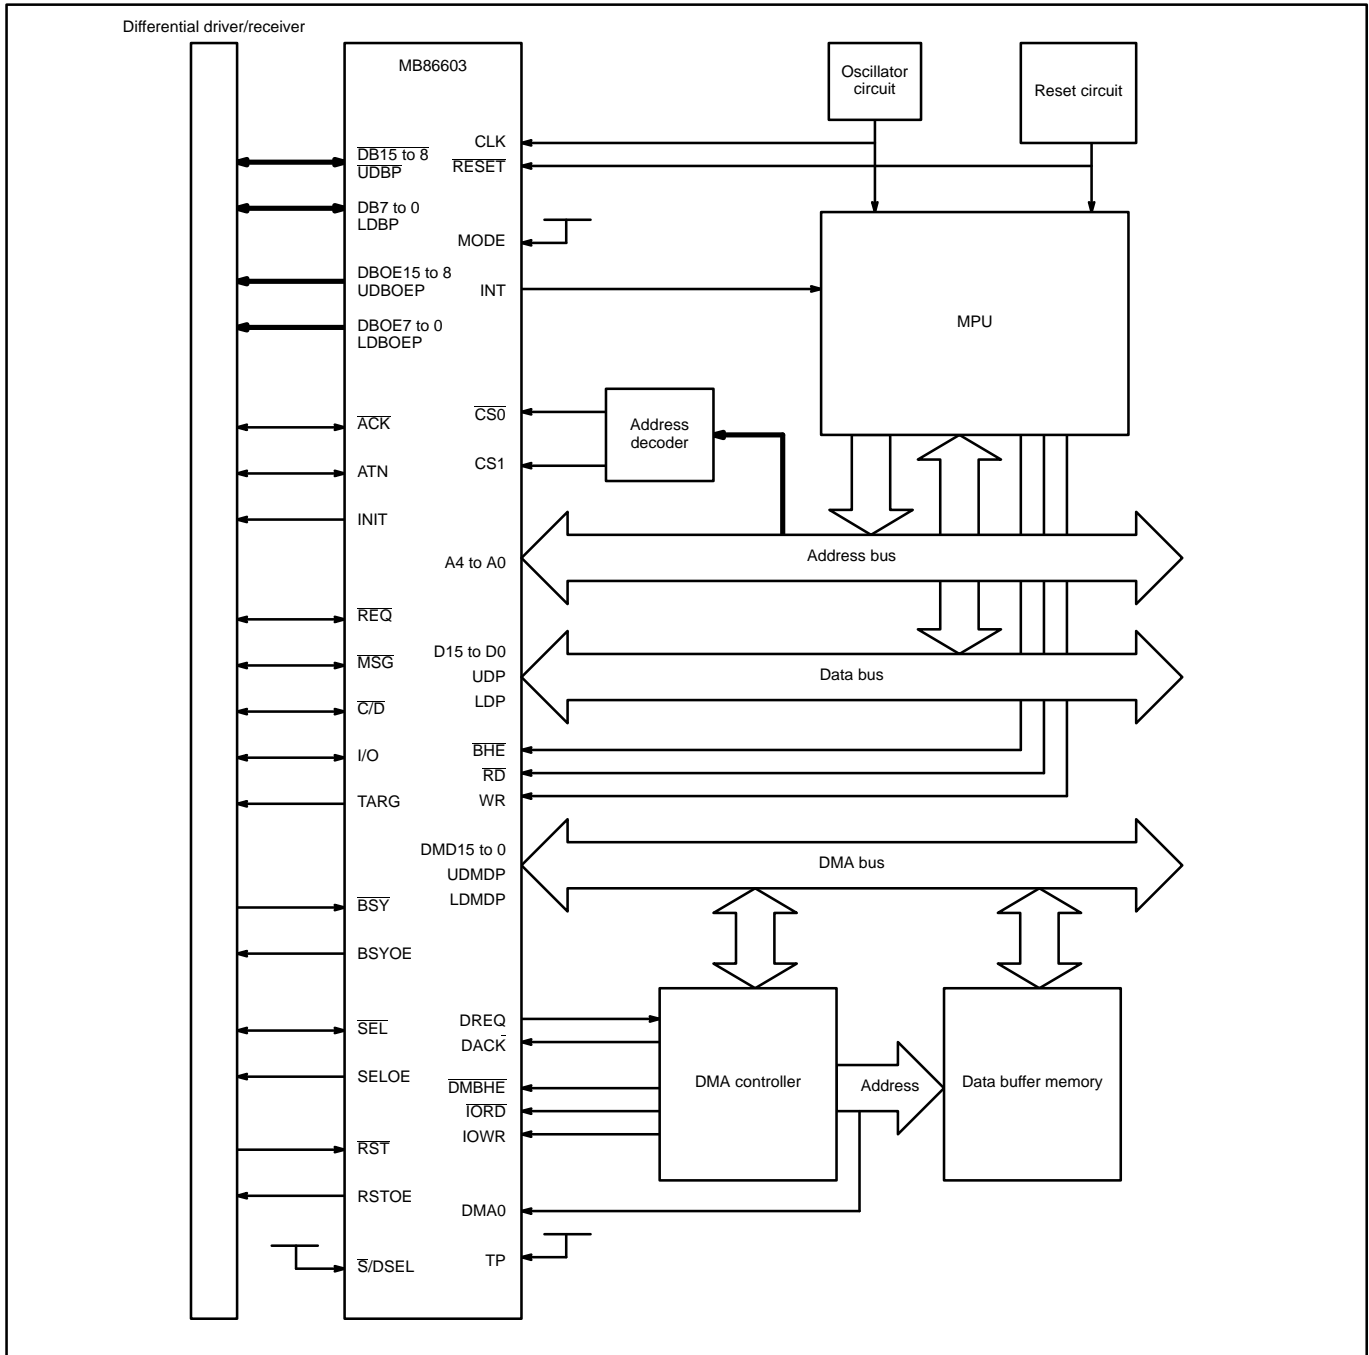 Differential driver/receiver
MB86603
Oscillator
circuit
Reset circuit
CLK
RESET
DB15 to 8
UDBP
DB7 to 0
LDBP
MODE
DBOE15 to 8
UDBOEP
INT
DBOE7 to 0
LDBOEP
MPU
CS0
CS1
Address
decoder
ACK
ATN
INIT
A4 to A0
Address bus
REQ
MSG
C/D
I/O
TARG
D15 to D0
UDP
LDP
Data bus
BHE
RD
WR
DMD15 to 0
UDMDP
LDMDP
DMA bus
BSY
BSYOE
SEL
SELOE
RST
RSTOE
S/DSEL
DREQ
DACK
DMBHE
IORD
IOWR
DMA0
TP
DMA controller
Address
Data buffer memory